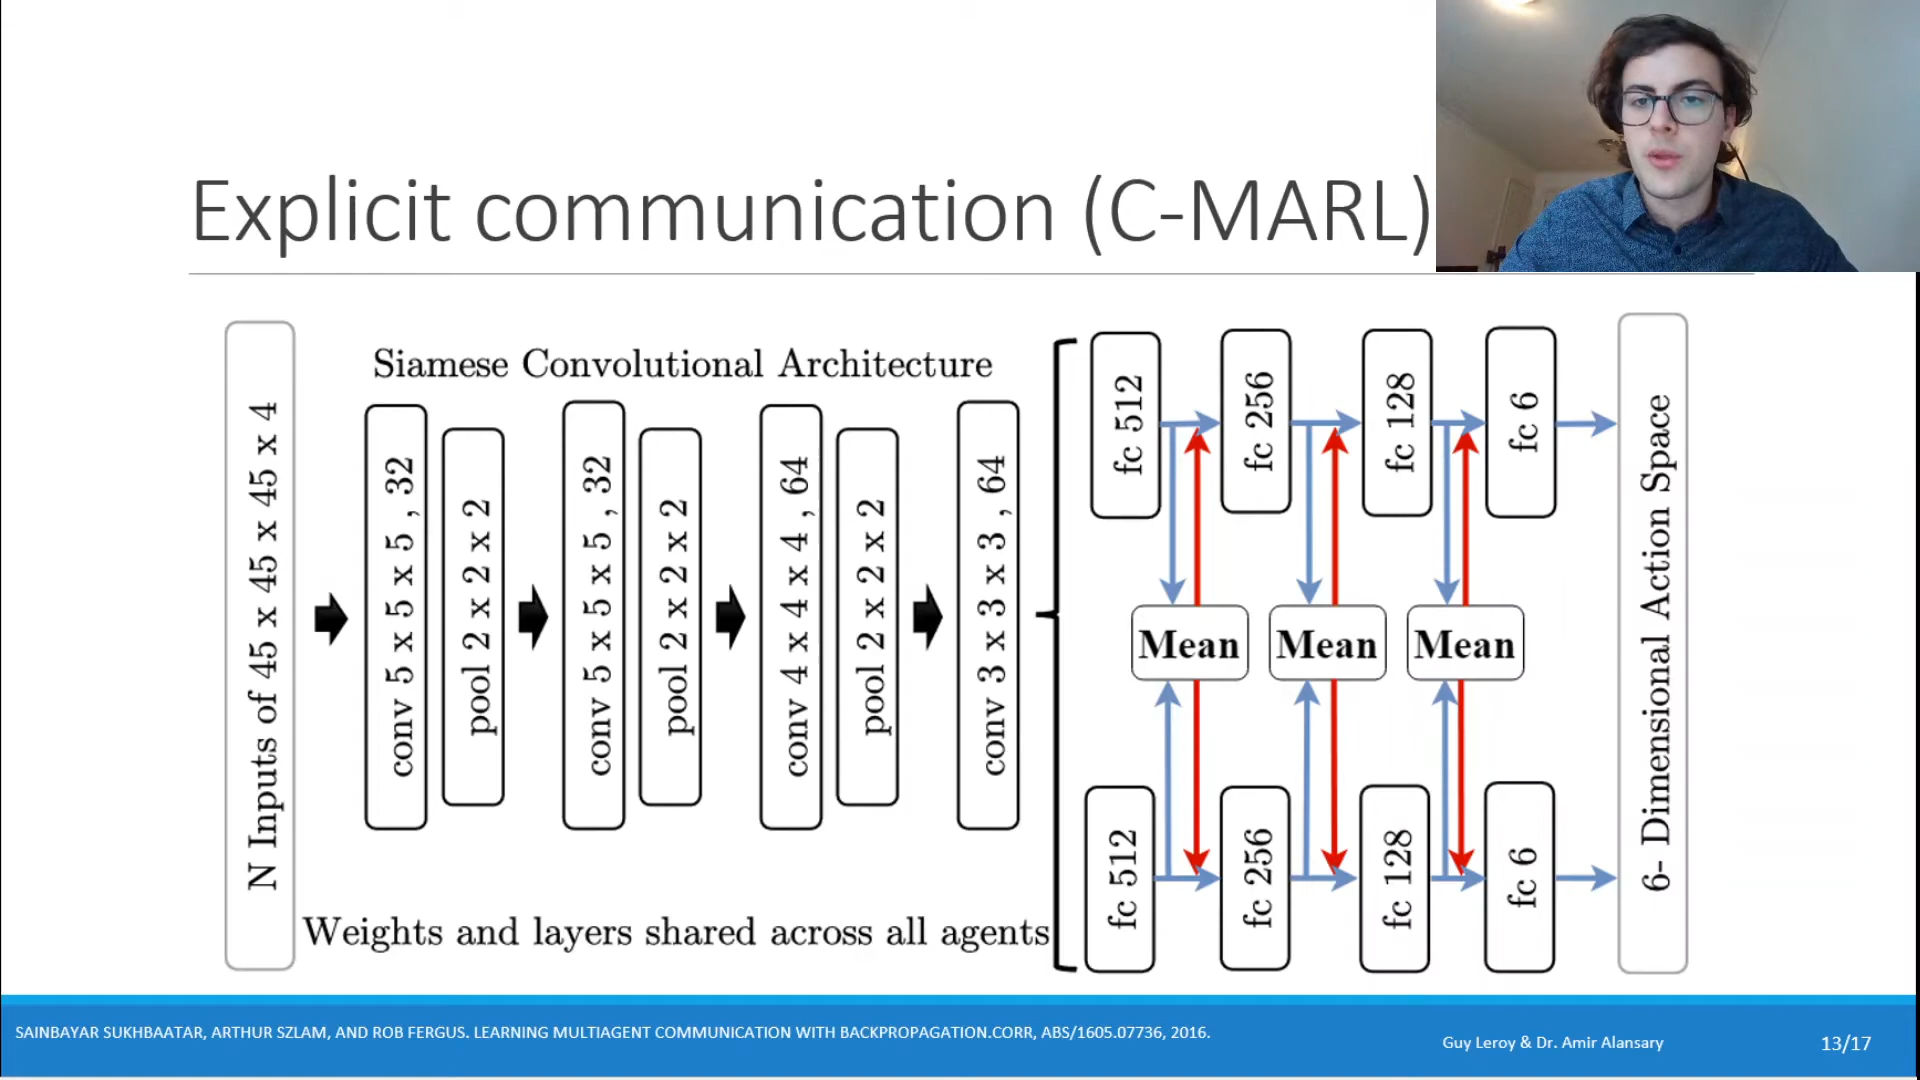 Explicit communication (C-MARL)
N Inputs of 45 x 45 x 45 x 4
Siamese Convolutional Architecture
conv 5 x 5 x 5 , 32
pool 2 x 2 x 2
conv 5 x 5 x 5 , 32
pool 2 x 2 x 2
conv 4 x 4 x 4 , 64
pool 2 x 2 x 2
conv 3 x 3 x 3 , 64
Weights and layers shared across all agents
fc 512
fc 256
fc 128
fc 6
Mean
Mean
Mean
fc 512
fc 256
fc 128
fc 6
6- Dimensional Action Space
SAINBAYAR SUKHBAATAR, ARTHUR SZLAM, AND ROB FERGUS. LEARNING MULTIAGENT COMMUNICATION WITH BACKPROPAGATION.CORR, ABS/1605.07736, 2016.
Guy Leroy & Dr. Amir Alansary
13/17